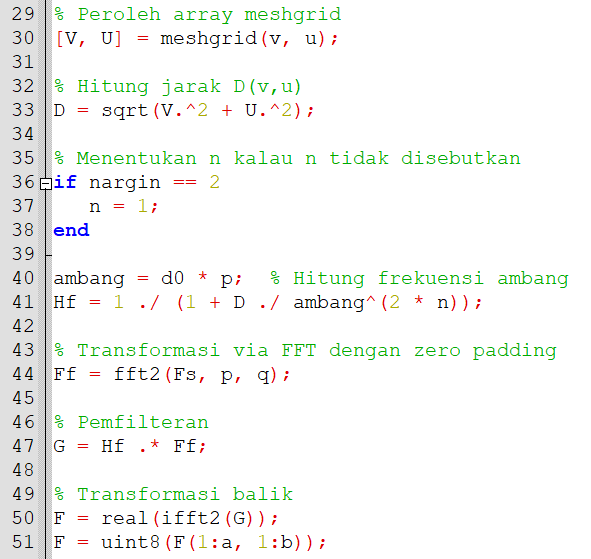 29 % Peroleh array meshgrid
30 [V, U] = meshgrid(v, u);
31
32 % Hitung jarak D(v,u)
33 D = sqrt(V.^2 + U.^2);
34
35 % Menentukan n kalau n tidak disebutkan
36 if nargin == 2
37    n = 1;
38 end
39
40 ambang = d0 * p;  % Hitung frekuensi ambang
41 Hf = 1 ./ (1 + D ./ ambang^(2 * n));
42
43 % Transformasi via FFT dengan zero padding
44 Ff = fft2(Fs, p, q);
45
46 % Pemfilteran
47 G = Hf .* Ff;
48
49 % Transformasi balik
50 F = real(ifft2(G));
51 F = uint8(F(1:a, 1:b));